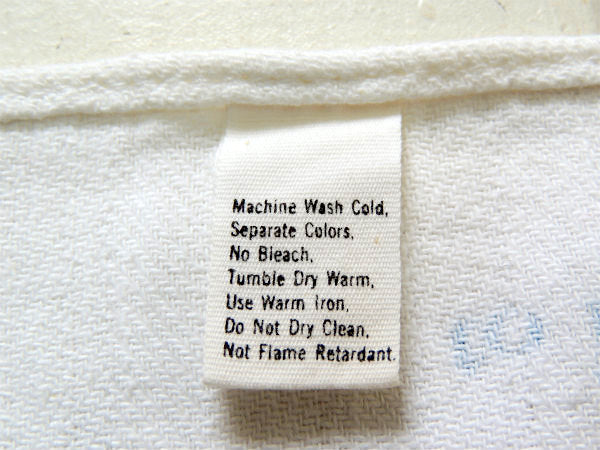 Machine Wash Cold,
Separate Colors,
No Bleach,
Tumble Dry Warm,
Use Warm Iron,
Do Not Dry Clean,
Not Flame Retardant.